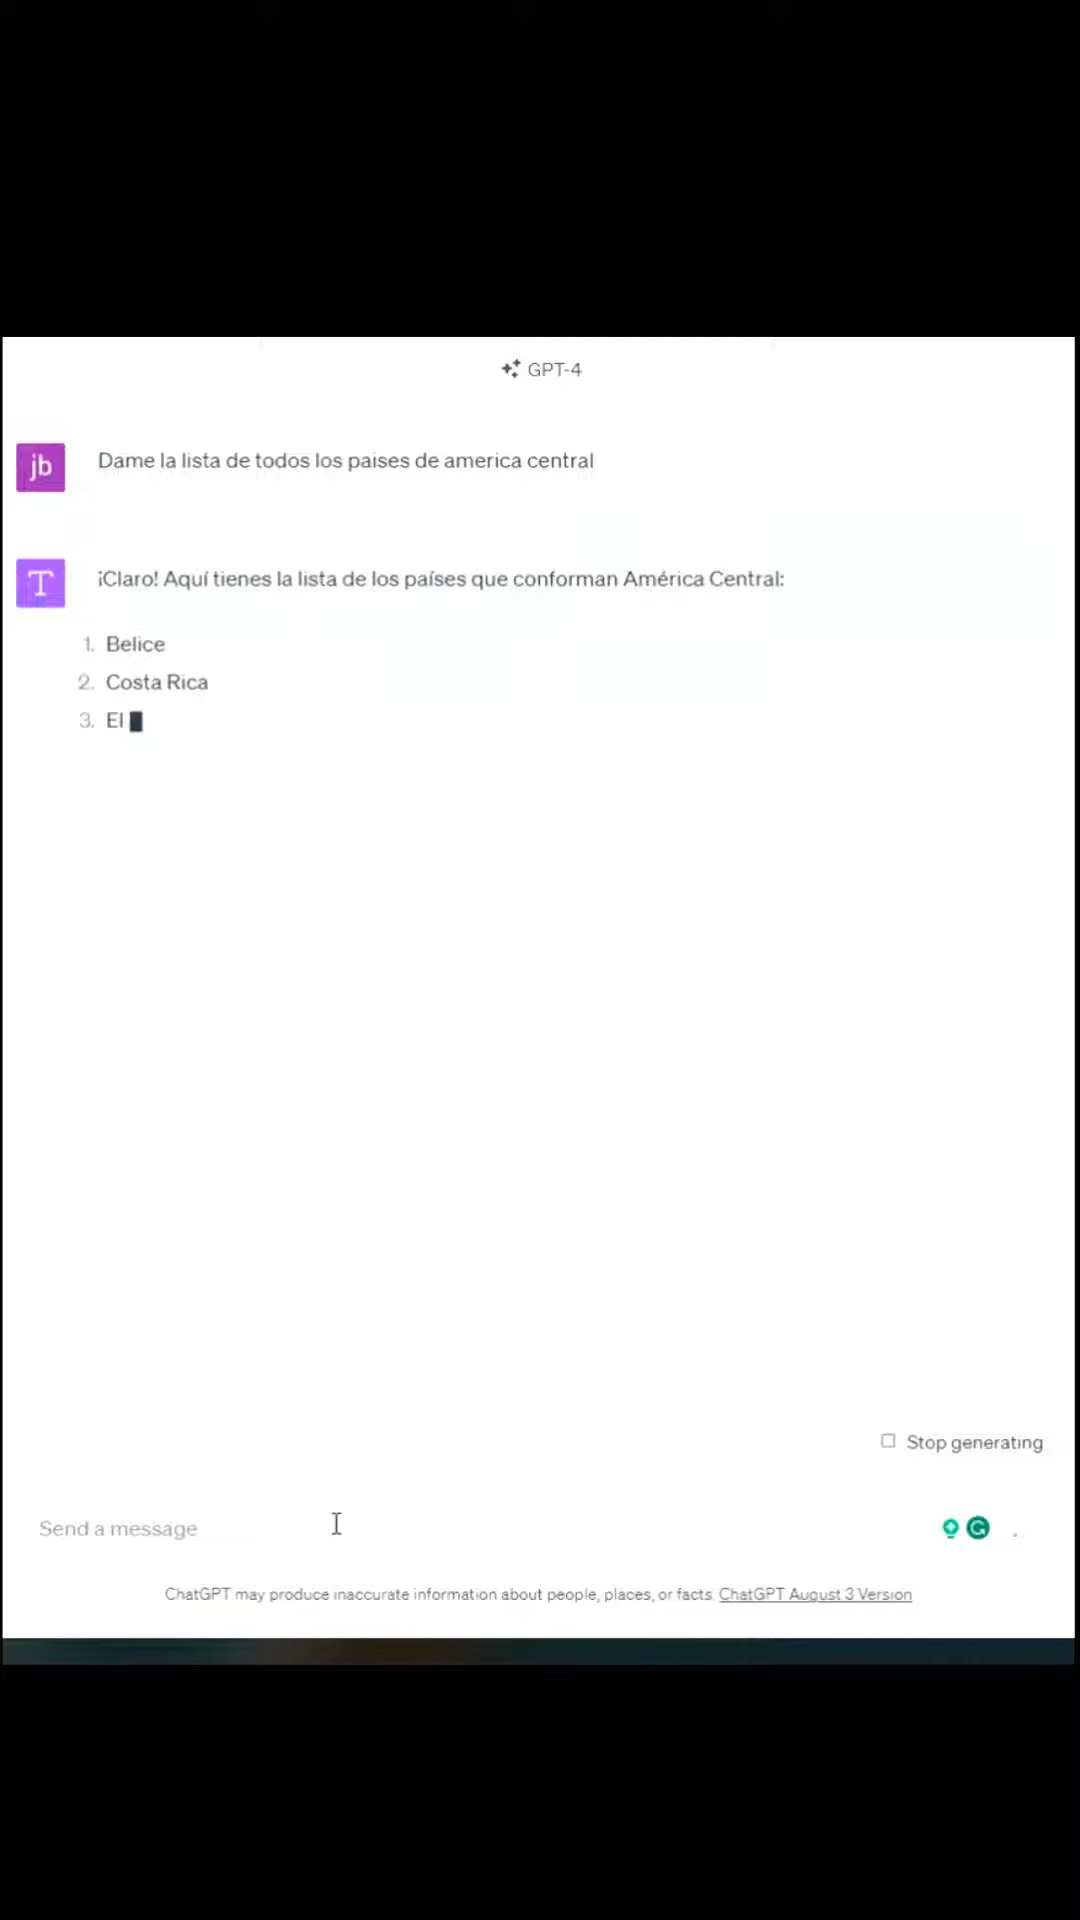 GPT-4
jb
Dame la lista de todos los paises de america central
T
¡Claro! Aquí tienes la lista de los países que conforman América Central:
1. Belice
2. Costa Rica
3. El
Stop generating
Send a message
ChatGPT may produce inaccurate information about people, places, or facts. ChatGPT August 3 Version